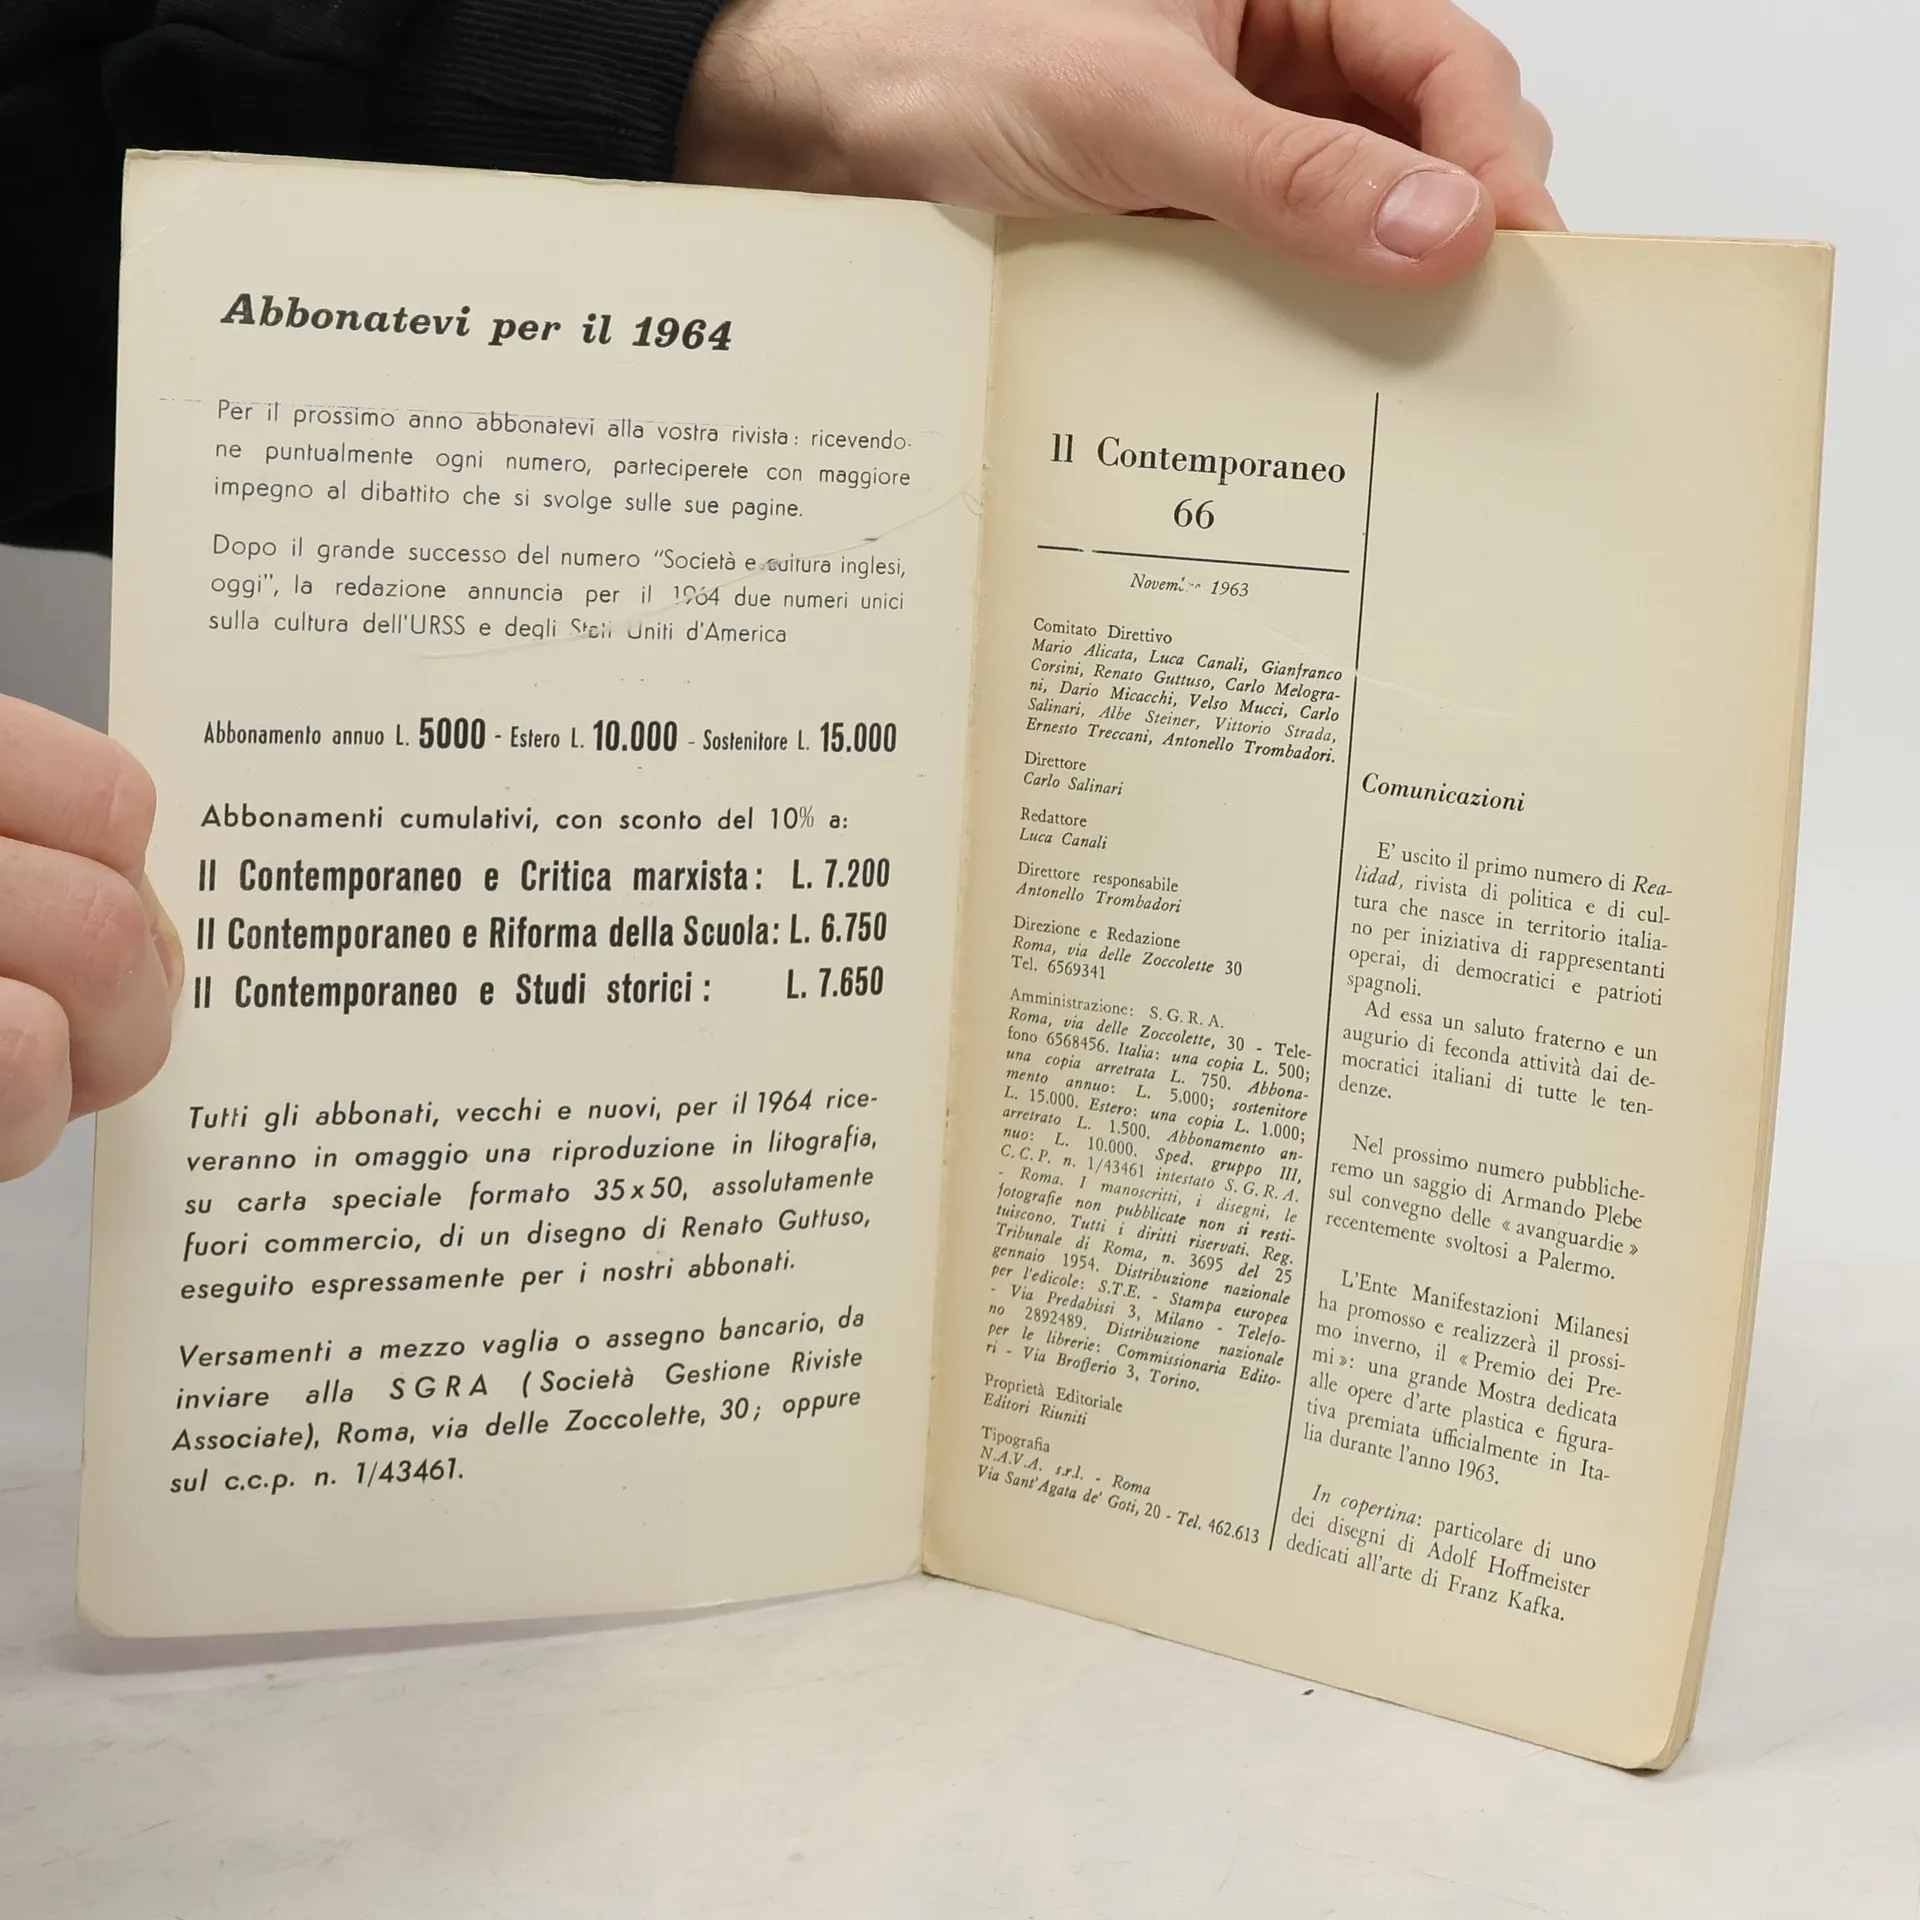 Abbonatevi per il 1964
Per il prossimo anno abbonatevi alla vostra rivista: ricevendo-
ne puntualmente ogni numero, parteciperete con maggiore
impegno al dibattito che si svolge sulle sue pagine.
Dopo il grande successo del numero "Società e cultura inglesi,
oggi", la redazione annuncia per il 1964 due numeri unici
sulla cultura dell'URSS e degli Stati Uniti d'America
Abbonamento annuo L. 5000 - Estero L. 10.000 - Sostenitore L. 15.000
Abbonamenti cumulativi, con sconto del 10% a:
Il Contemporaneo e Critica marxista: L. 7.200
Il Contemporaneo e Riforma della Scuola: L. 6.750
Il Contemporaneo e Studi storici: L. 7.650
Tutti gli abbonati, vecchi e nuovi, per il 1964 rice-
veranno in omaggio una riproduzione in litografia,
su carta speciale formato 35x50, assolutamente
fuori commercio, di un disegno di Renato Guttuso,
eseguito espressamente per i nostri abbonati.
Versamenti a mezzo vaglia o assegno bancario, da
inviare alla SGRA (Società Gestione Riviste
Associate), Roma, via delle Zoccolette, 30; oppure
sul c.c.p. n. 1/43461.
Il Contemporaneo
66
Novembre 1963
Comitato Direttivo
Mario Alicata, Luca Canali, Gianfranco
Corsini, Renato Guttuso, Carlo Melogra-
ni, Dario Micacchi, Velso Mucci, Carlo
Salinari, Albe Steiner, Vittorio Strada,
Ernesto Treccani, Antonello Trombadori.
Direttore
Carlo Salinari
Redattore
Luca Canali
Direttore responsabile
Antonello Trombadori
Direzione e Redazione
Roma, via delle Zoccolette 30
Tel. 6569341
Amministrazione: S.G.R.A.
Roma, via delle Zoccolette, 30 - Tele-
fono 6568456. Italia: una copia L. 500;
una copia arretrata L. 750. Abbona-
mento annuo: L. 5.000; sostenitore
L. 15.000. Estero: una copia L. 1.000;
arretrato L. 1.500. Abbonamento an-
nuo: L. 10.000. Sped. gruppo III,
C.C.P. n. 1/43461 intestato S.G.R.A.
- Roma. I manoscritti, i disegni, le
fotografie non pubblicate non si resti-
tuiscono. Tutti i diritti riservati. Reg.
Tribunale di Roma, n. 3695 del 25
gennaio 1954. Distribuzione nazionale
per l'edicole: S.T.E. - Stampa europea
- Via Predabissi 3, Milano - Telefo-
no 2892489. Distribuzione nazionale
per le librerie: Commissionaria Edito-
ri - Via Brofferio 3, Torino.
Proprietà Editoriale
Editori Riuniti
Tipografia
N.A.V.A. s.r.l. - Roma
Via Sant'Agata de' Goti, 20 - Tel. 462.613
Comunicazioni
E' uscito il primo numero di Rea-
lidad, rivista di politica e di cul-
tura che nasce in territorio italia-
no per iniziativa di rappresentanti
operai, di democratici e patrioti
spagnoli.
Ad essa un saluto fraterno e un
augurio di feconda attività dai de-
mocratici italiani di tutte le ten-
denze.
Nel prossimo numero pubbliche-
remo un saggio di Armando Plebe
sul convegno delle «avanguardie»
recentemente svoltosi a Palermo.
L'Ente Manifestazioni Milanesi
ha promosso e realizzerà il prossi-
mo inverno, il «Premio dei Pre-
mi»: una grande Mostra dedicata
alle opere d'arte plastica e figura-
tiva premiata ufficialmente in Ita-
lia durante l'anno 1963.
In copertina: particolare di uno
dei disegni di Adolf Hoffmeister
dedicati all'arte di Franz Kafka.